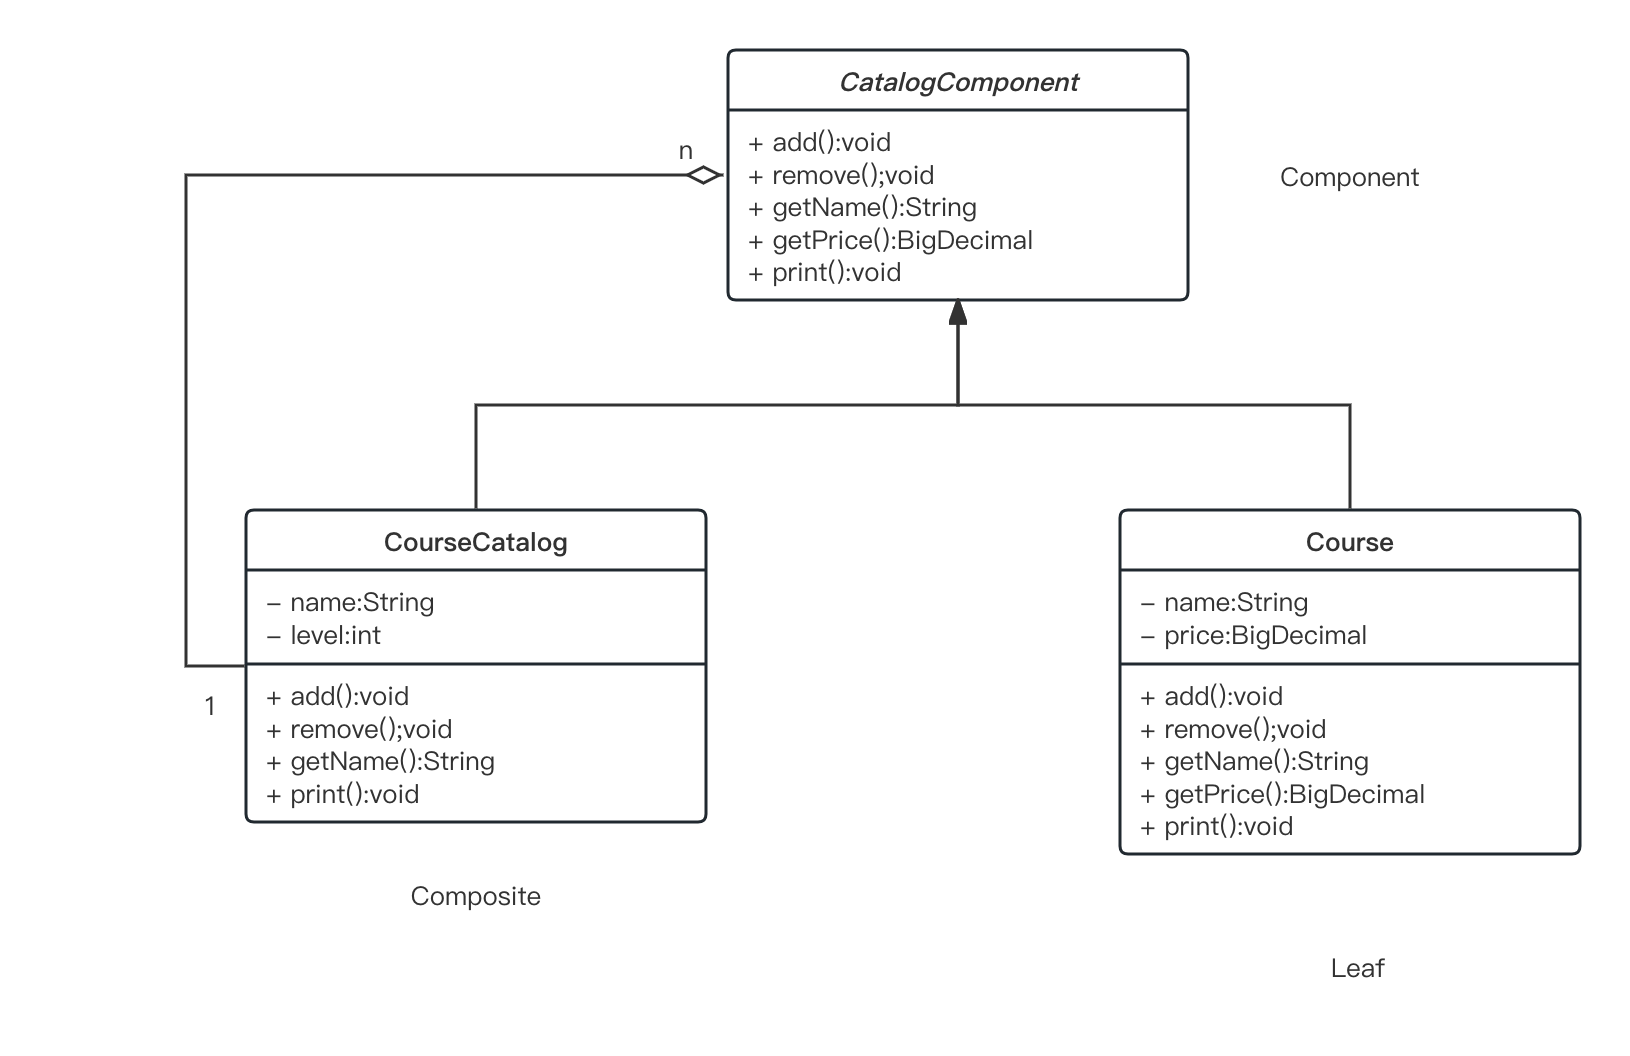 CatalogComponent
+ add():void
+ remove();void
+ getName():String
+ getPrice():BigDecimal
+ print():void
n
Component
CourseCatalog
– name:String
– level:int
+ add():void
+ remove();void
+ getName():String
+ print():void
1
Composite
Course
– name:String
– price:BigDecimal
+ add():void
+ remove();void
+ getName():String
+ getPrice():BigDecimal
+ print():void
Leaf